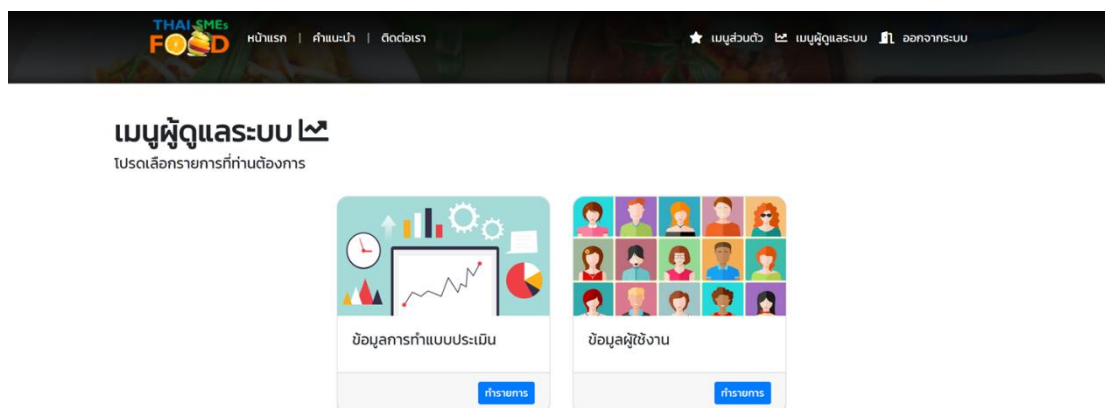 THAI SMEs
FOOD
หน้าแรก | คำแนะนำ | ติดต่อเรา
เมนูส่วนตัว เมนูผู้ดูแลระบบ ออกจากระบบ
เมนูผู้ดูแลระบบ
โปรดเลือกรายการที่ท่านต้องการ
ข้อมูลการทำแบบประเมิน
ข้อมูลผู้ใช้งาน
ทำรายการ
ทำรายการ